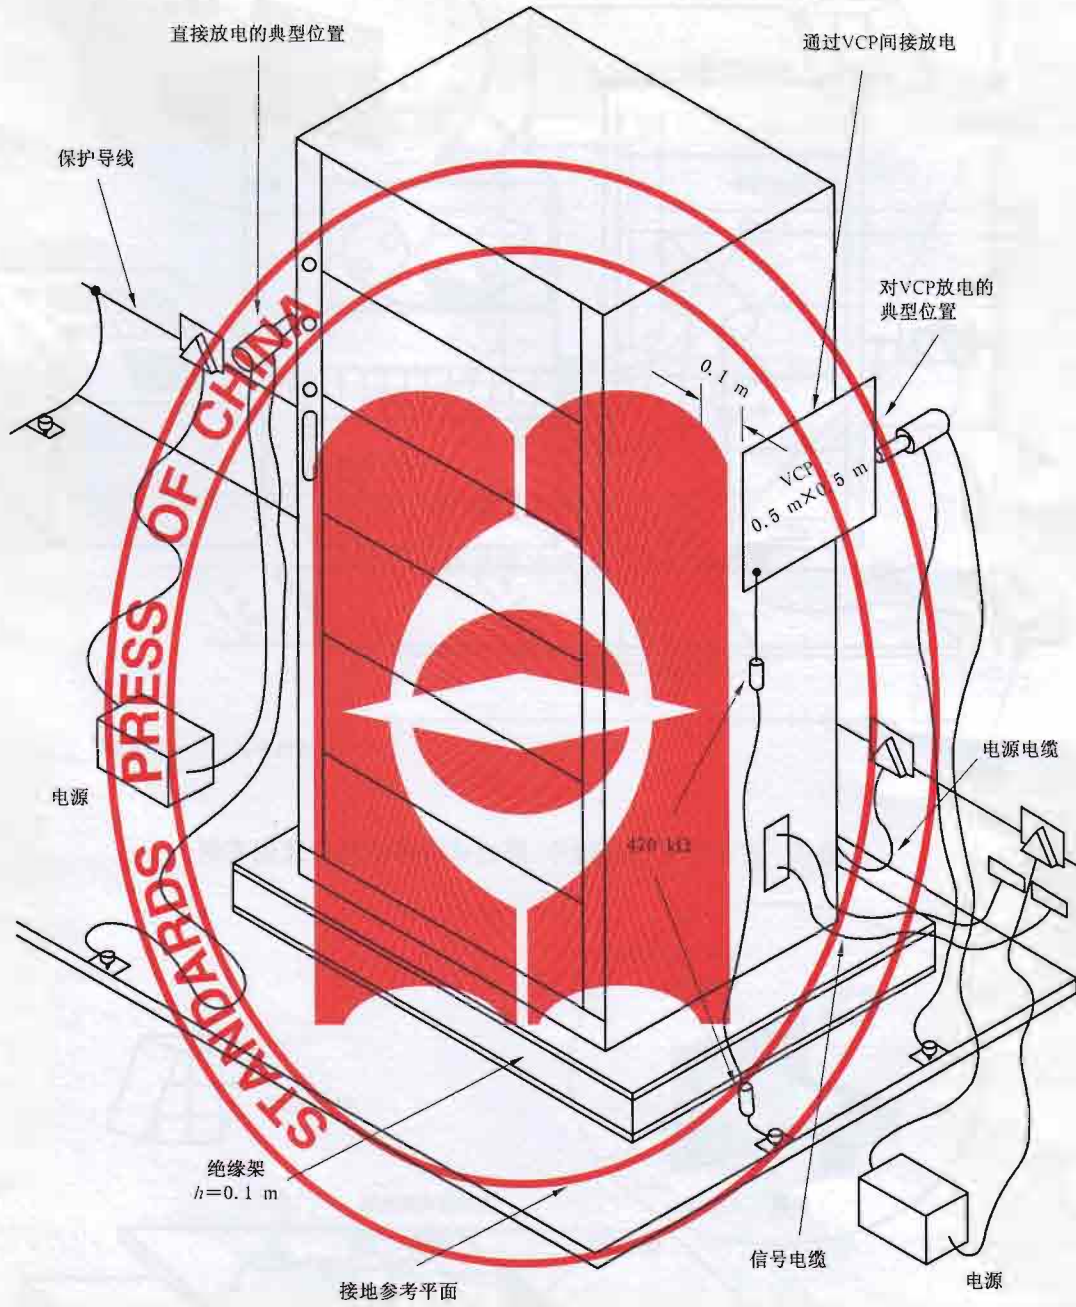 直接放电的典型位置
通过VCP间接放电
保护导线
对VCP放电的
典型位置
0.1 m
VCP
0.5 m×0.5 m
电源电缆
电源
470 kΩ
绝缘架
h=0.1 m
信号电缆
电源
接地参考平面
STANDARDS PRESS OF CHINA